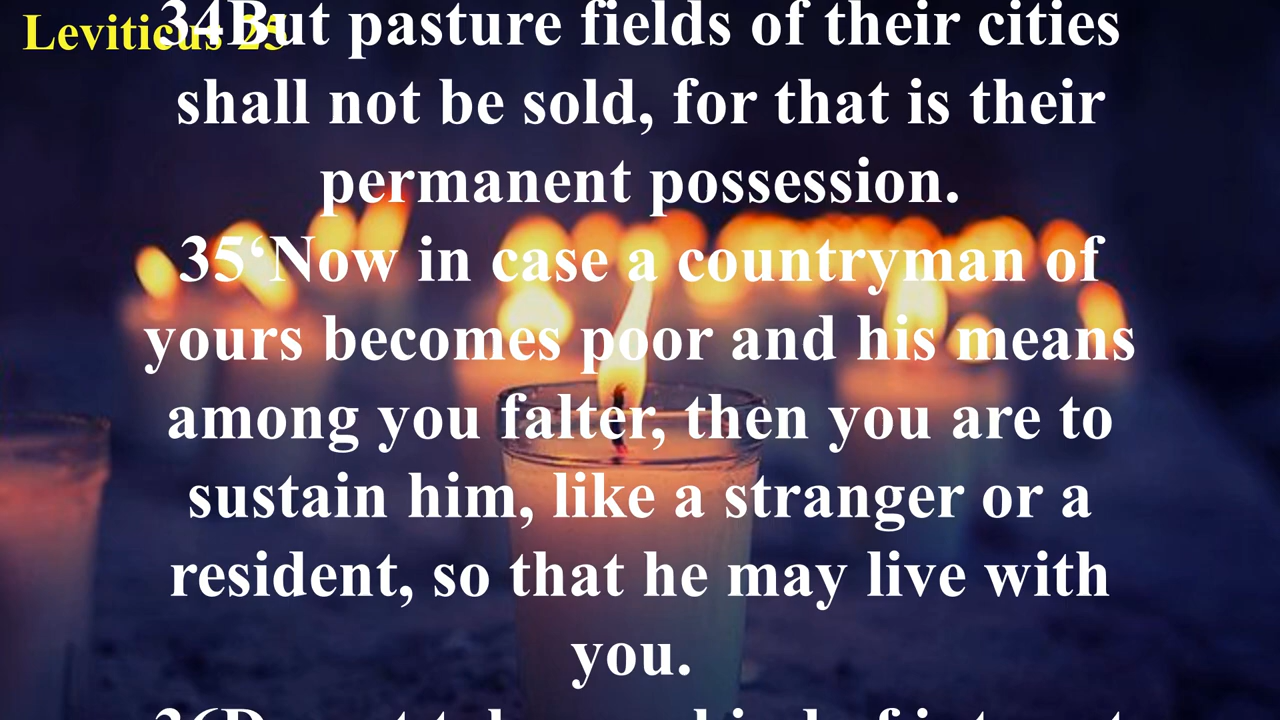 Leviticus 25
34But pasture fields of their cities
shall not be sold, for that is their
permanent possession.
35‘Now in case a countryman of
yours becomes poor and his means
among you falter, then you are to
sustain him, like a stranger or a
resident, so that he may live with
you.